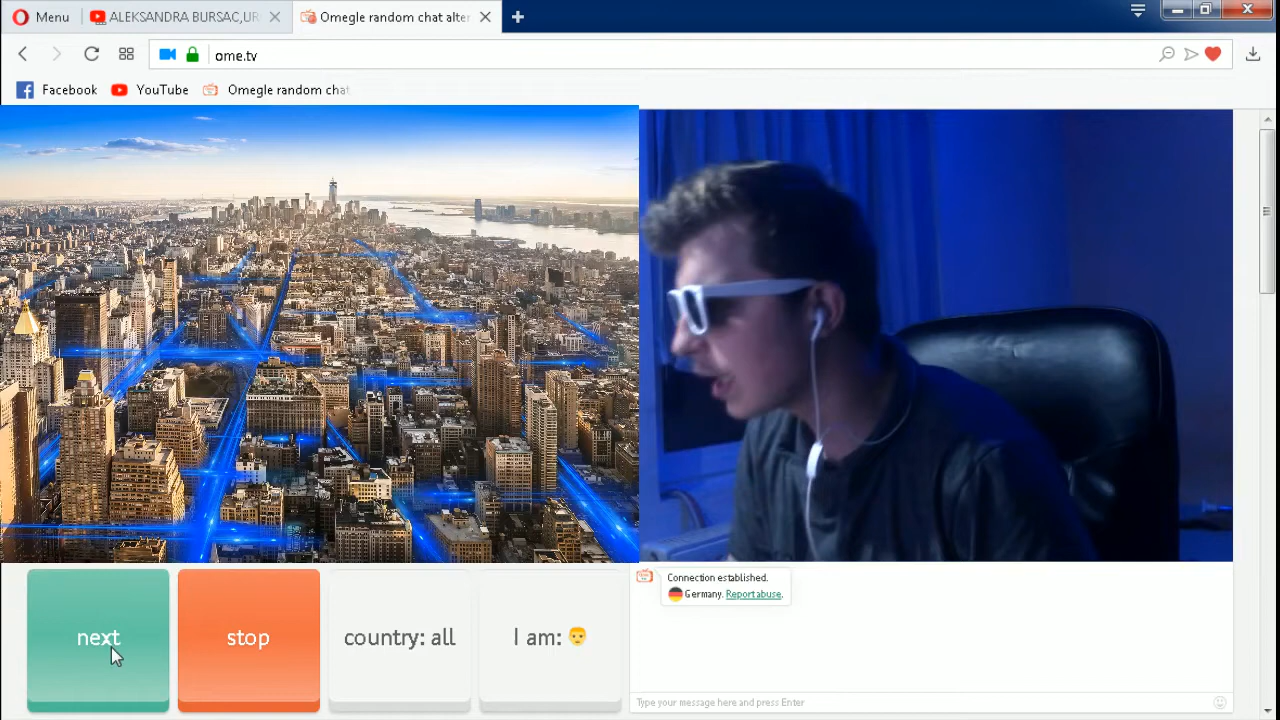 Menu
ALEKSANDRA BURSAC,UR
Omegle random chat alter
ome.tv
Facebook
YouTube
Omegle random chat
next
stop
country: all
I am:
Connection established.
Germany. Report abuse.
Type your message here and press Enter